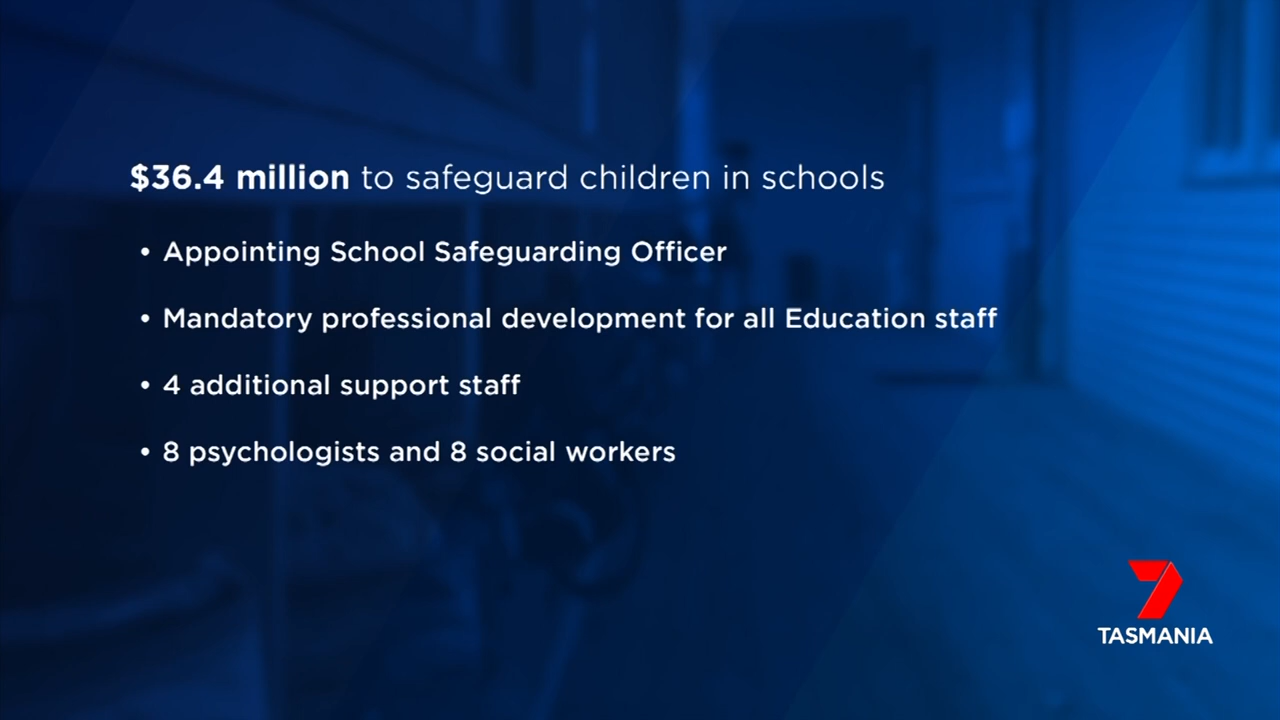 $36.4 million to safeguard children in schools
• Appointing School Safeguarding Officer
• Mandatory professional development for all Education staff
• 4 additional support staff
• 8 psychologists and 8 social workers
7
TASMANIA